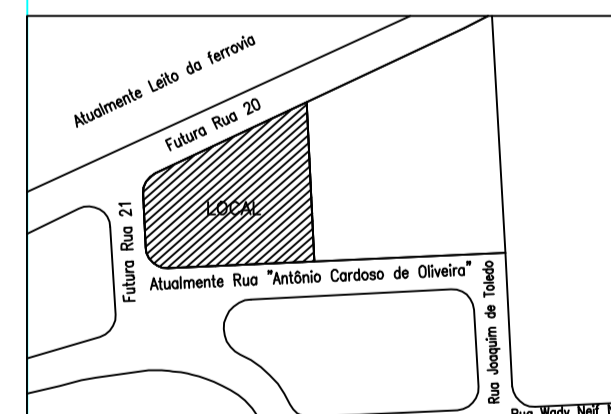 Atualmente Leito da ferrovia
Futura Rua 20
LOCAL
Futura Rua 21
Atualmente Rua "Antônio Cardoso de Oliveira"
Rua Joaquim de Toledo
Rua Wady Neif